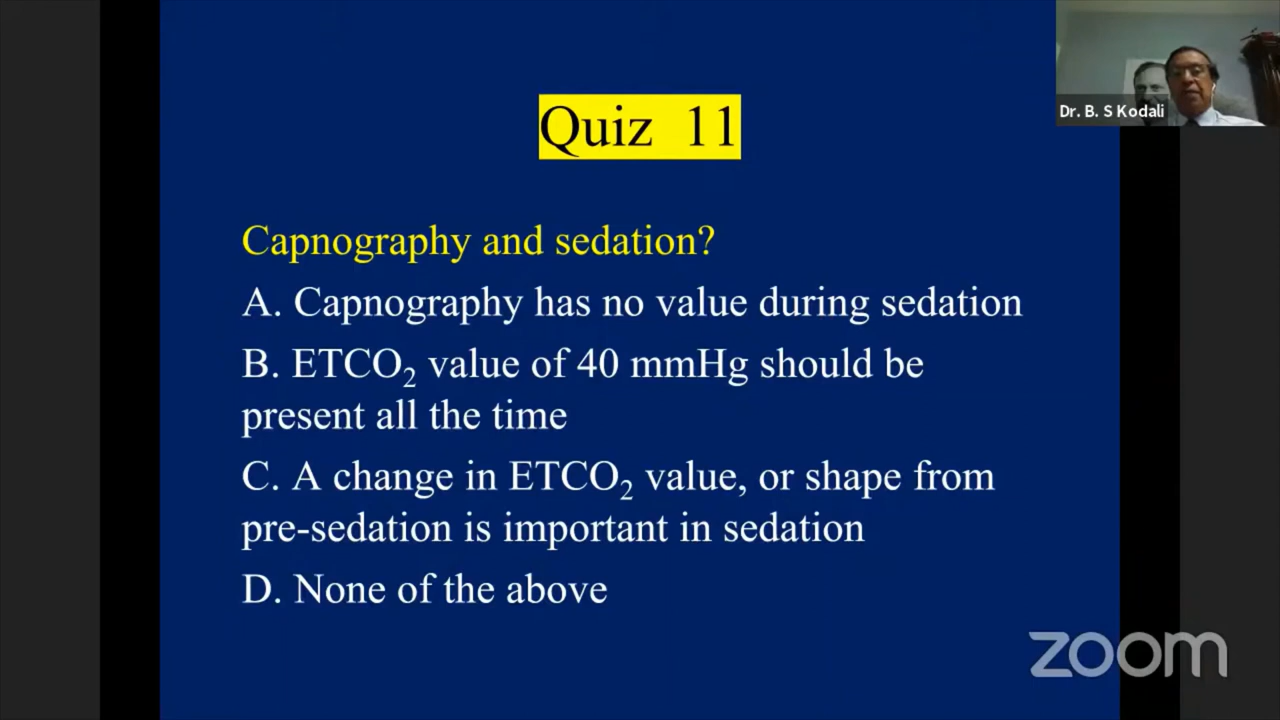 Dr. B. S Kodali
Quiz 11
Capnography and sedation?
A. Capnography has no value during sedation
B. ETCO₂ value of 40 mmHg should be
present all the time
C. A change in ETCO₂ value, or shape from
pre-sedation is important in sedation
D. None of the above
zoom